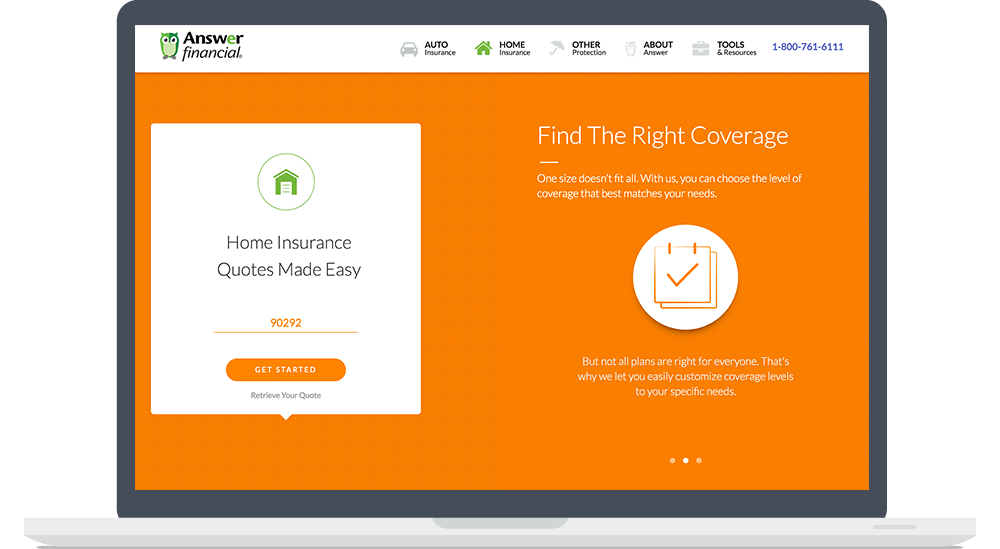 Answer
financial®
AUTO
Insurance
HOME
Insurance
OTHER
Protection
ABOUT
Answer
TOOLS
& Resources
1-800-761-6111
Home Insurance
Quotes Made Easy
90292
GET STARTED
Retrieve Your Quote
Find The Right Coverage
One size doesn't fit all. With us, you can choose the level of
coverage that best matches your needs.
But not all plans are right for everyone. That's
why we let you easily customize coverage levels
to your specific needs.